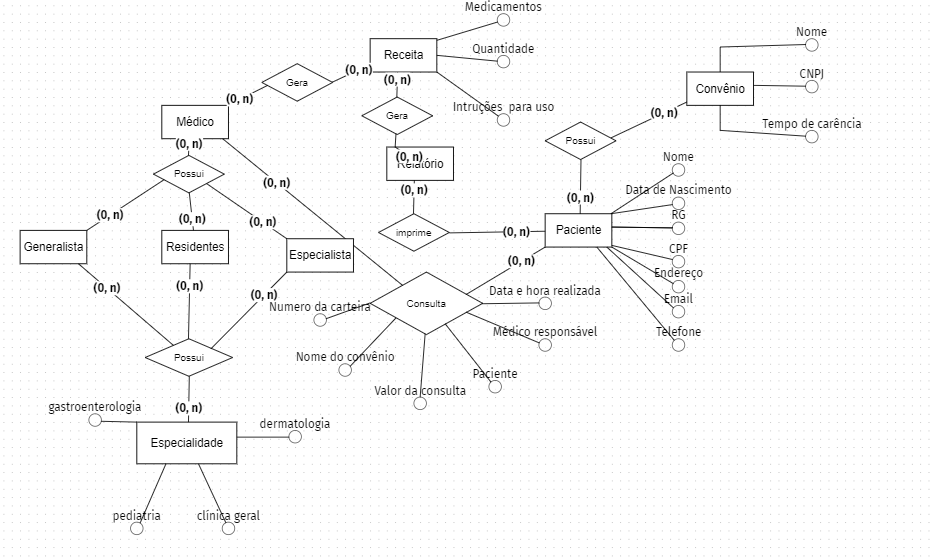 Medicamentos
Nome
Receita
Quantidade
(0, n)
CNPJ
Gera
(0, n)
Convênio
(0, n)
Intruções para uso
(0, n)
Médico
Gera
Tempo de carência
(0, n)
Possui
(0, n)
Relatório
Nome
Possui
(0, n)
(0, n)
Data de Nascimento
(0, n)
(0, n)
(0, n)
(0, n)
RG
Paciente
imprime
(0, n)
Generalista
Residentes
Especialista
CPF
(0, n)
Endereço
(0, n)
(0, n)
(0, n)
Data e hora realizada
Email
Numero da carteira
Consulta
Médico responsável
Telefone
Possui
Nome do convênio
Paciente
Valor da consulta
(0, n)
gastroenterologia
dermatologia
Especialidade
pediatria
clínica geral